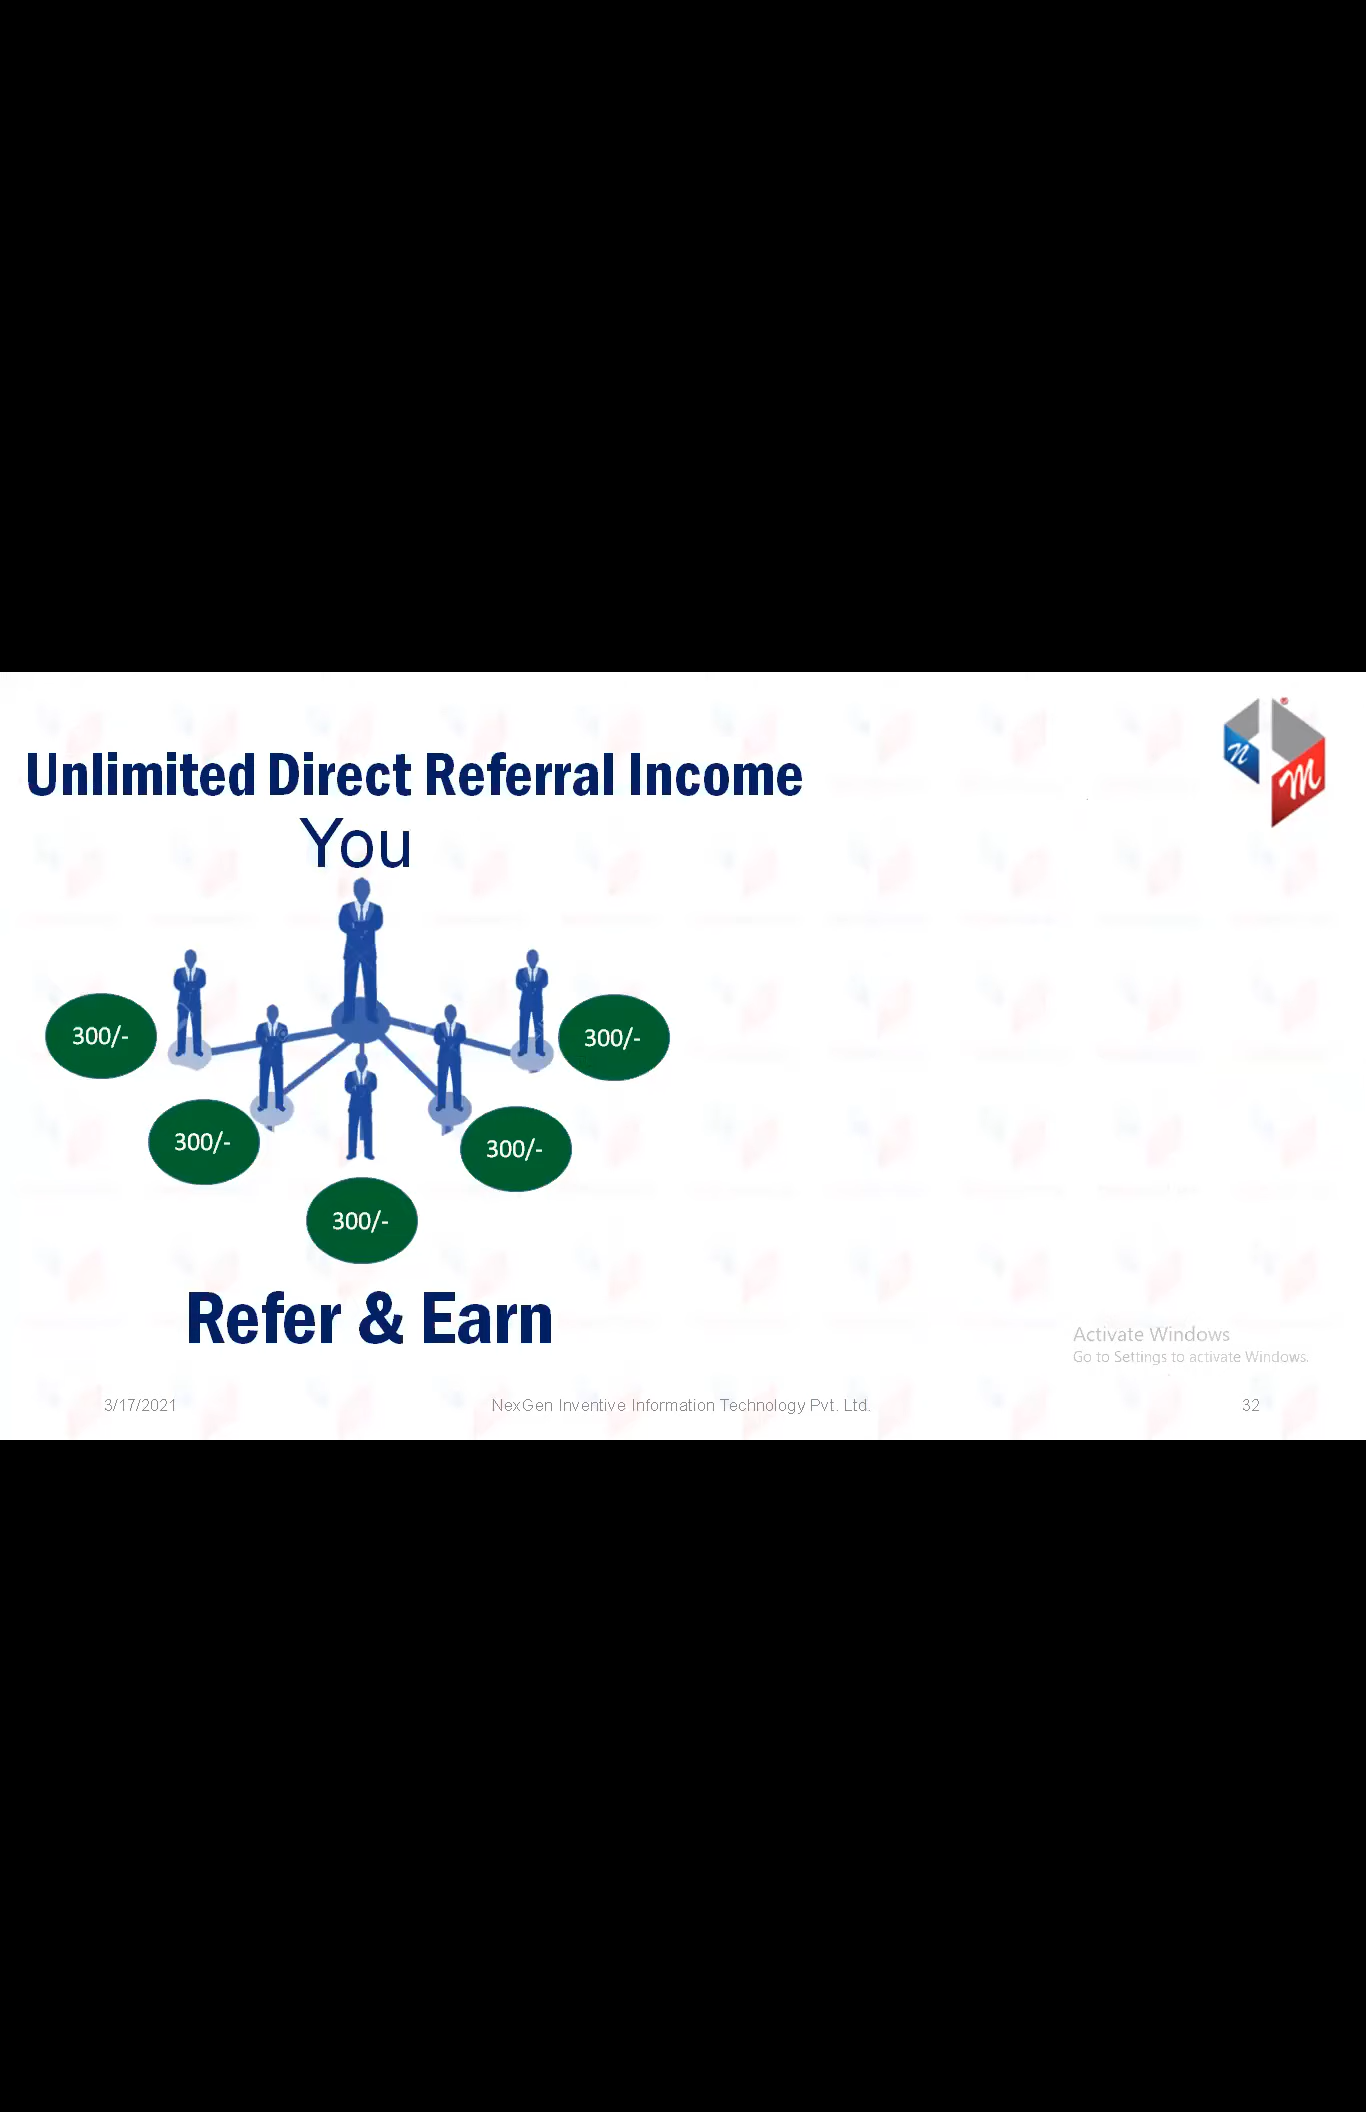 Unlimited Direct Referral Income
You
300/-
300/-
300/-
300/-
300/-
Refer & Earn
Activate Windows
Go to Settings to activate Windows.
3/17/2021
NexGen Inventive Information Technology Pvt. Ltd.
32
n
m
®